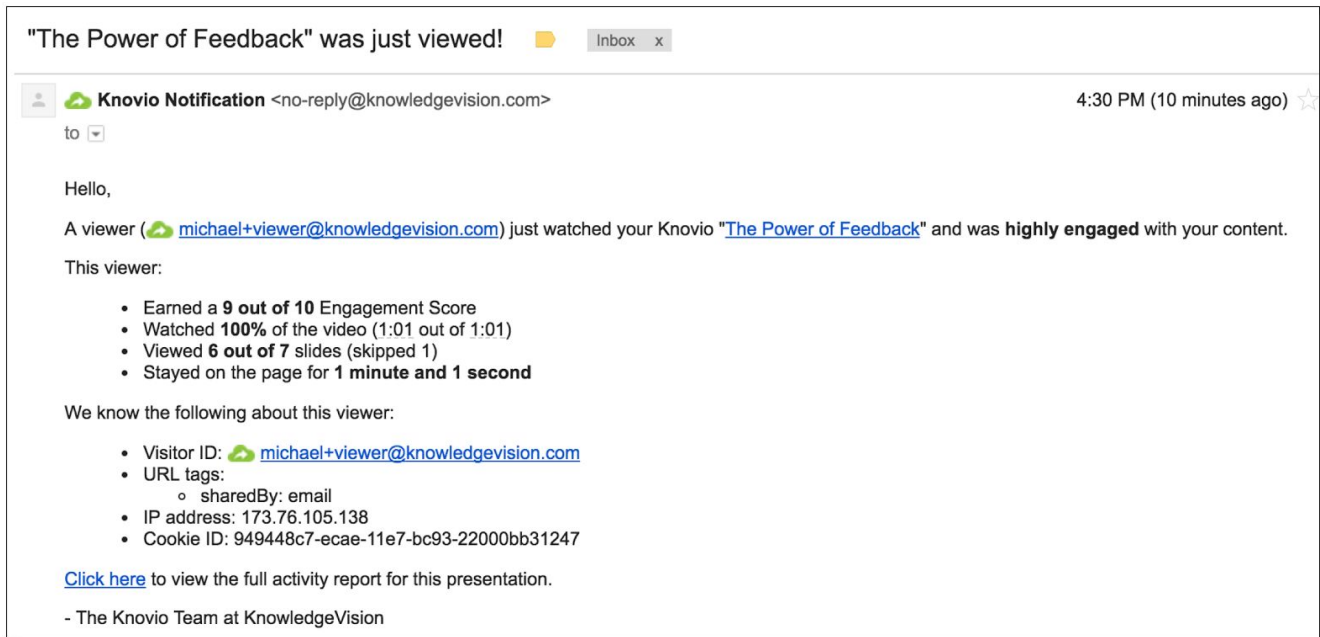 "The Power of Feedback" was just viewed!
Inbox x
Knovio Notification <no-reply@knowledgevision.com>
4:30 PM (10 minutes ago)
to
Hello,
A viewer (michael+viewer@knowledgevision.com) just watched your Knovio "The Power of Feedback" and was highly engaged with your content.
This viewer:
• Earned a 9 out of 10 Engagement Score
• Watched 100% of the video (1:01 out of 1:01)
• Viewed 6 out of 7 slides (skipped 1)
• Stayed on the page for 1 minute and 1 second
We know the following about this viewer:
• Visitor ID: michael+viewer@knowledgevision.com
• URL tags:
◦ sharedBy: email
• IP address: 173.76.105.138
• Cookie ID: 949448c7-ecae-11e7-bc93-22000bb31247
Click here to view the full activity report for this presentation.
- The Knovio Team at KnowledgeVision